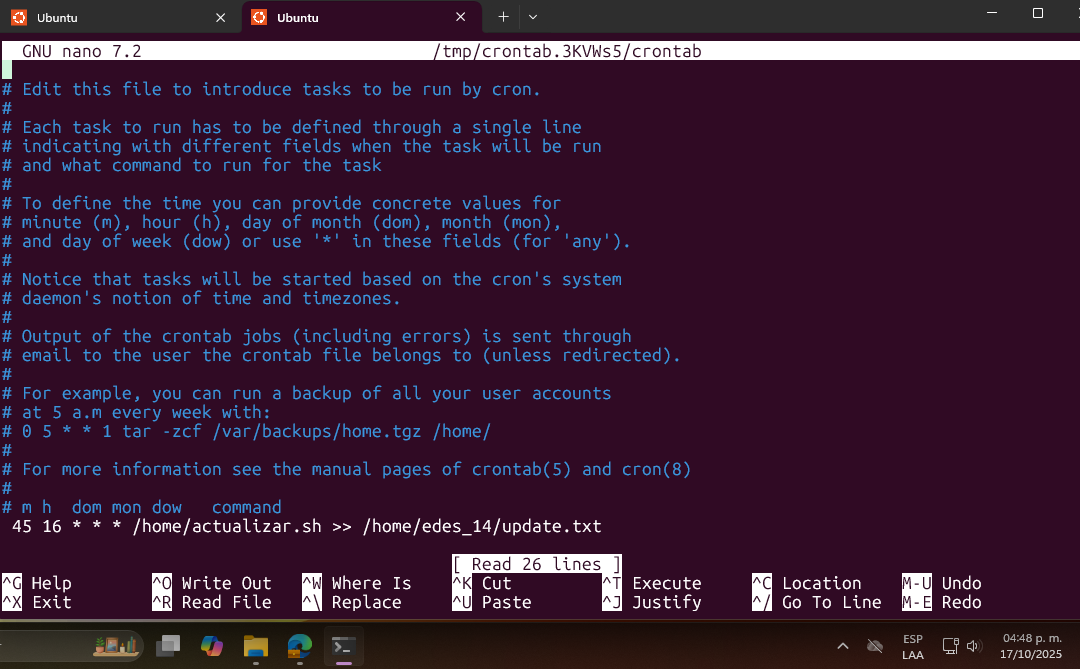 Ubuntu
Ubuntu
GNU nano 7.2 /tmp/crontab.3KVWs5/crontab
# Edit this file to introduce tasks to be run by cron.
#
# Each task to run has to be defined through a single line
# indicating with different fields when the task will be run
# and what command to run for the task
#
# To define the time you can provide concrete values for
# minute (m), hour (h), day of month (dom), month (mon),
# and day of week (dow) or use '*' in these fields (for 'any').
#
# Notice that tasks will be started based on the cron's system
# daemon's notion of time and timezones.
#
# Output of the crontab jobs (including errors) is sent through
# email to the user the crontab file belongs to (unless redirected).
#
# For example, you can run a backup of all your user accounts
# at 5 a.m every week with:
# 0 5 * * 1 tar -zcf /var/backups/home.tgz /home/
#
# For more information see the manual pages of crontab(5) and cron(8)
#
# m h  dom mon dow   command
45 16 * * * /home/actualizar.sh >> /home/edes_14/update.txt
[ Read 26 lines ]
^G Help ^O Write Out ^W Where Is ^K Cut ^T Execute ^C Location M-U Undo
^X Exit ^R Read File ^\ Replace ^U Paste ^J Justify ^/ Go To Line M-E Redo
ESP
LAA
04:48 p. m.
17/10/2025